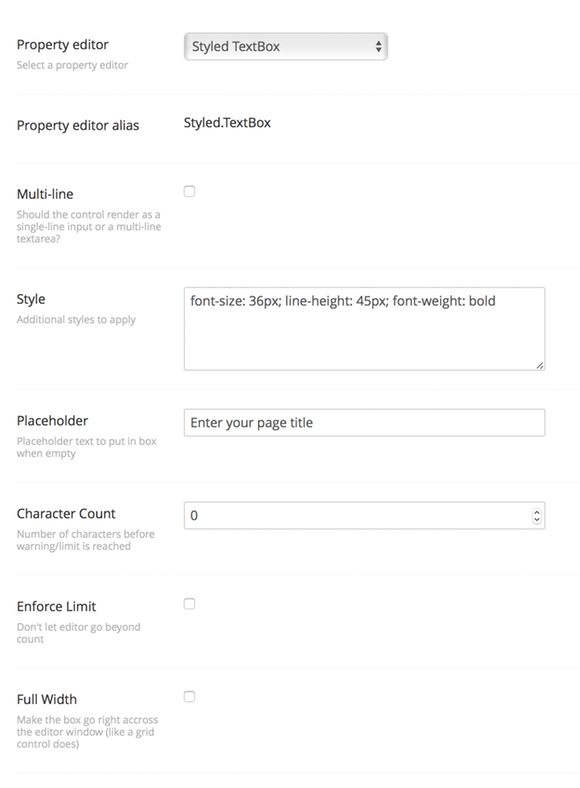 Property editor
Styled TextBox
Select a property editor
Property editor alias
Styled.TextBox
Multi-line
Should the control render as a
single-line input or a multi-line
textarea?
Style
font-size: 36px; line-height: 45px; font-weight: bold
Additional styles to apply
Placeholder
Enter your page title
Placeholder text to put in box
when empty
Character Count
0
Number of characters before
warning/limit is reached
Enforce Limit
Don't let editor go beyond
count
Full Width
Make the box go right accross
the editor window (like a grid
control does)